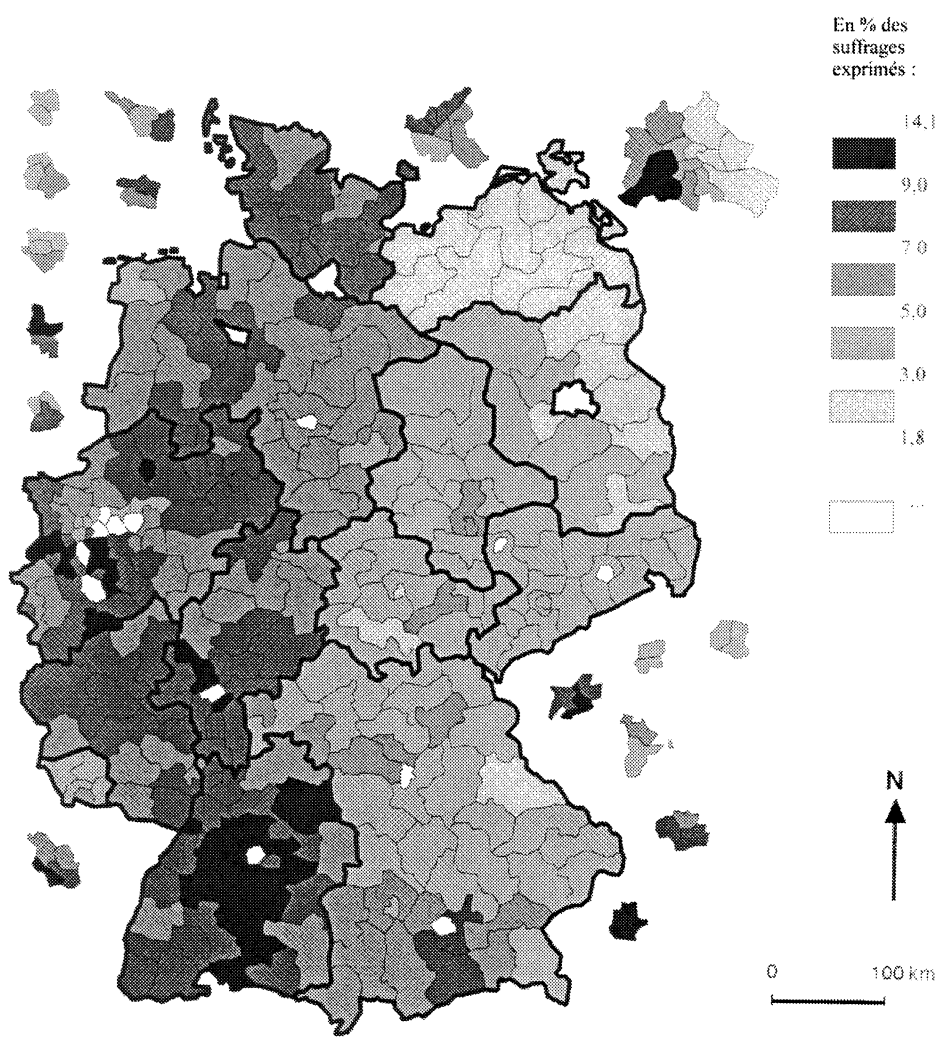 En % des
suffrages
exprimés :
14,1
9,0
7,0
5,0
3,0
1,8
N
0 100 km